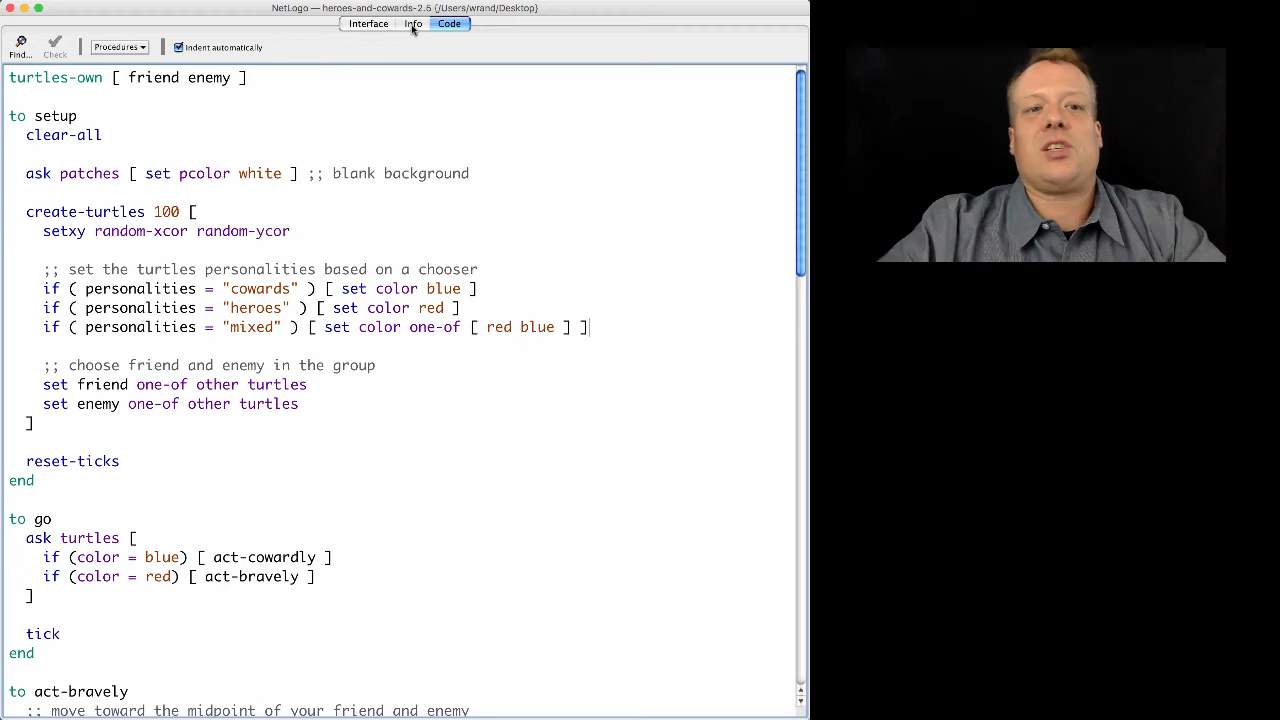 NetLogo — heroes-and-cowards-2.5 {/Users/wrand/Desktop}
Interface Info Code
Find... Check Procedures Indent automatically
turtles-own [ friend enemy ]
to setup
clear-all
ask patches [ set pcolor white ] ;; blank background
create-turtles 100 [
setxy random-xcor random-ycor
;; set the turtles personalities based on a chooser
if ( personalities = "cowards" ) [ set color blue ]
if ( personalities = "heroes" ) [ set color red ]
if ( personalities = "mixed" ) [ set color one-of [ red blue ] ]
;; choose friend and enemy in the group
set friend one-of other turtles
set enemy one-of other turtles
]
reset-ticks
end
to go
ask turtles [
if (color = blue) [ act-cowardly ]
if (color = red) [ act-bravely ]
]
tick
end
to act-bravely
;; move toward the midpoint of your friend and enemy